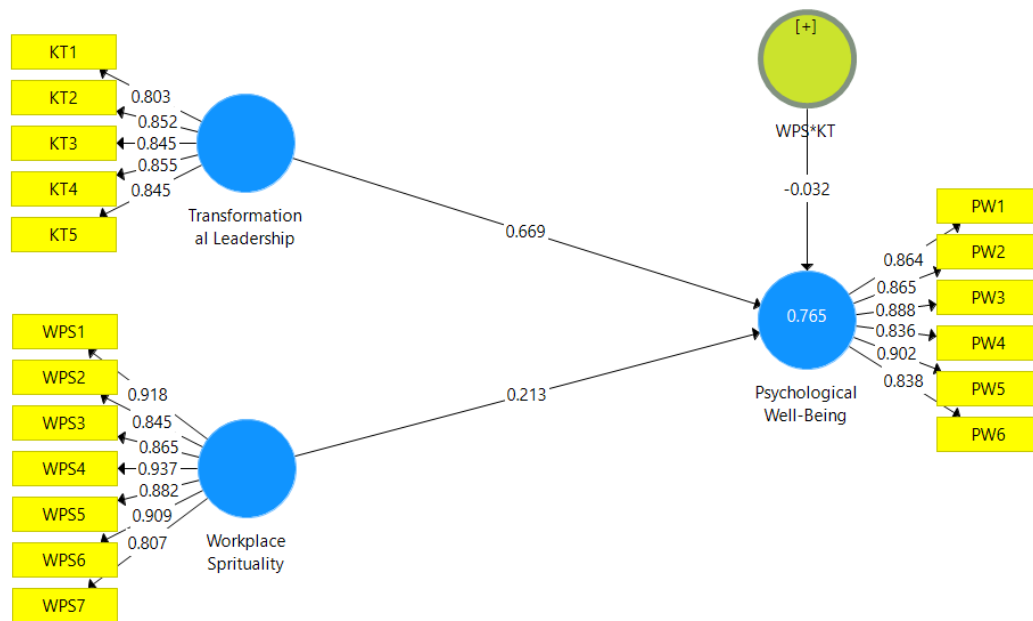 KT1
KT2
KT3
KT4
KT5
0.803
0.852
0.845
0.855
0.845
Transformation
al Leadership
[+]
WPS*KT
-0.032
0.669
WPS1
WPS2
WPS3
WPS4
WPS5
WPS6
WPS7
0.918
0.845
0.865
0.937
0.882
0.909
0.807
Workplace
Sprituality
0.213
0.765
Psychological
Well-Being
0.864
0.865
0.888
0.836
0.902
0.838
PW1
PW2
PW3
PW4
PW5
PW6